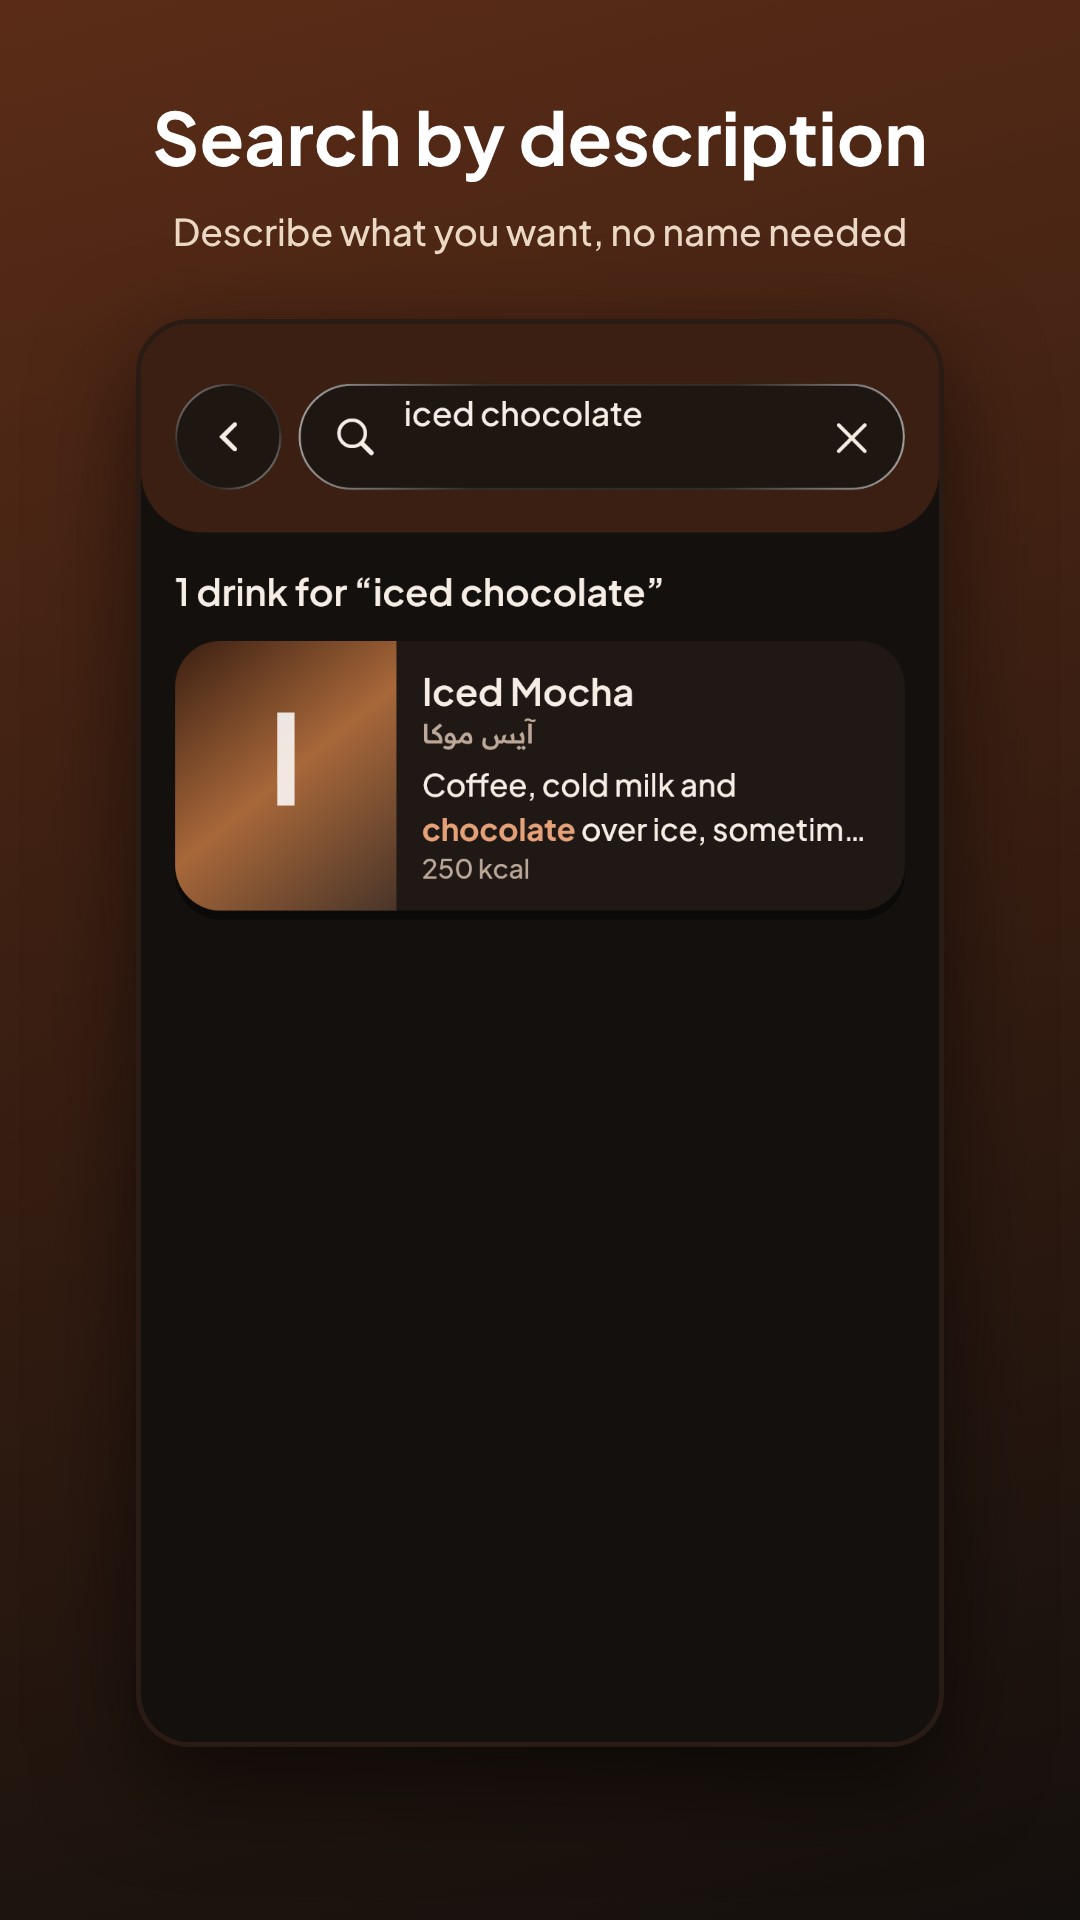 Search by description
Describe what you want, no name needed
iced chocolate
1 drink for “iced chocolate”
I
Iced Mocha
آيس موكا
Coffee, cold milk and
chocolate over ice, sometim...
250 kcal